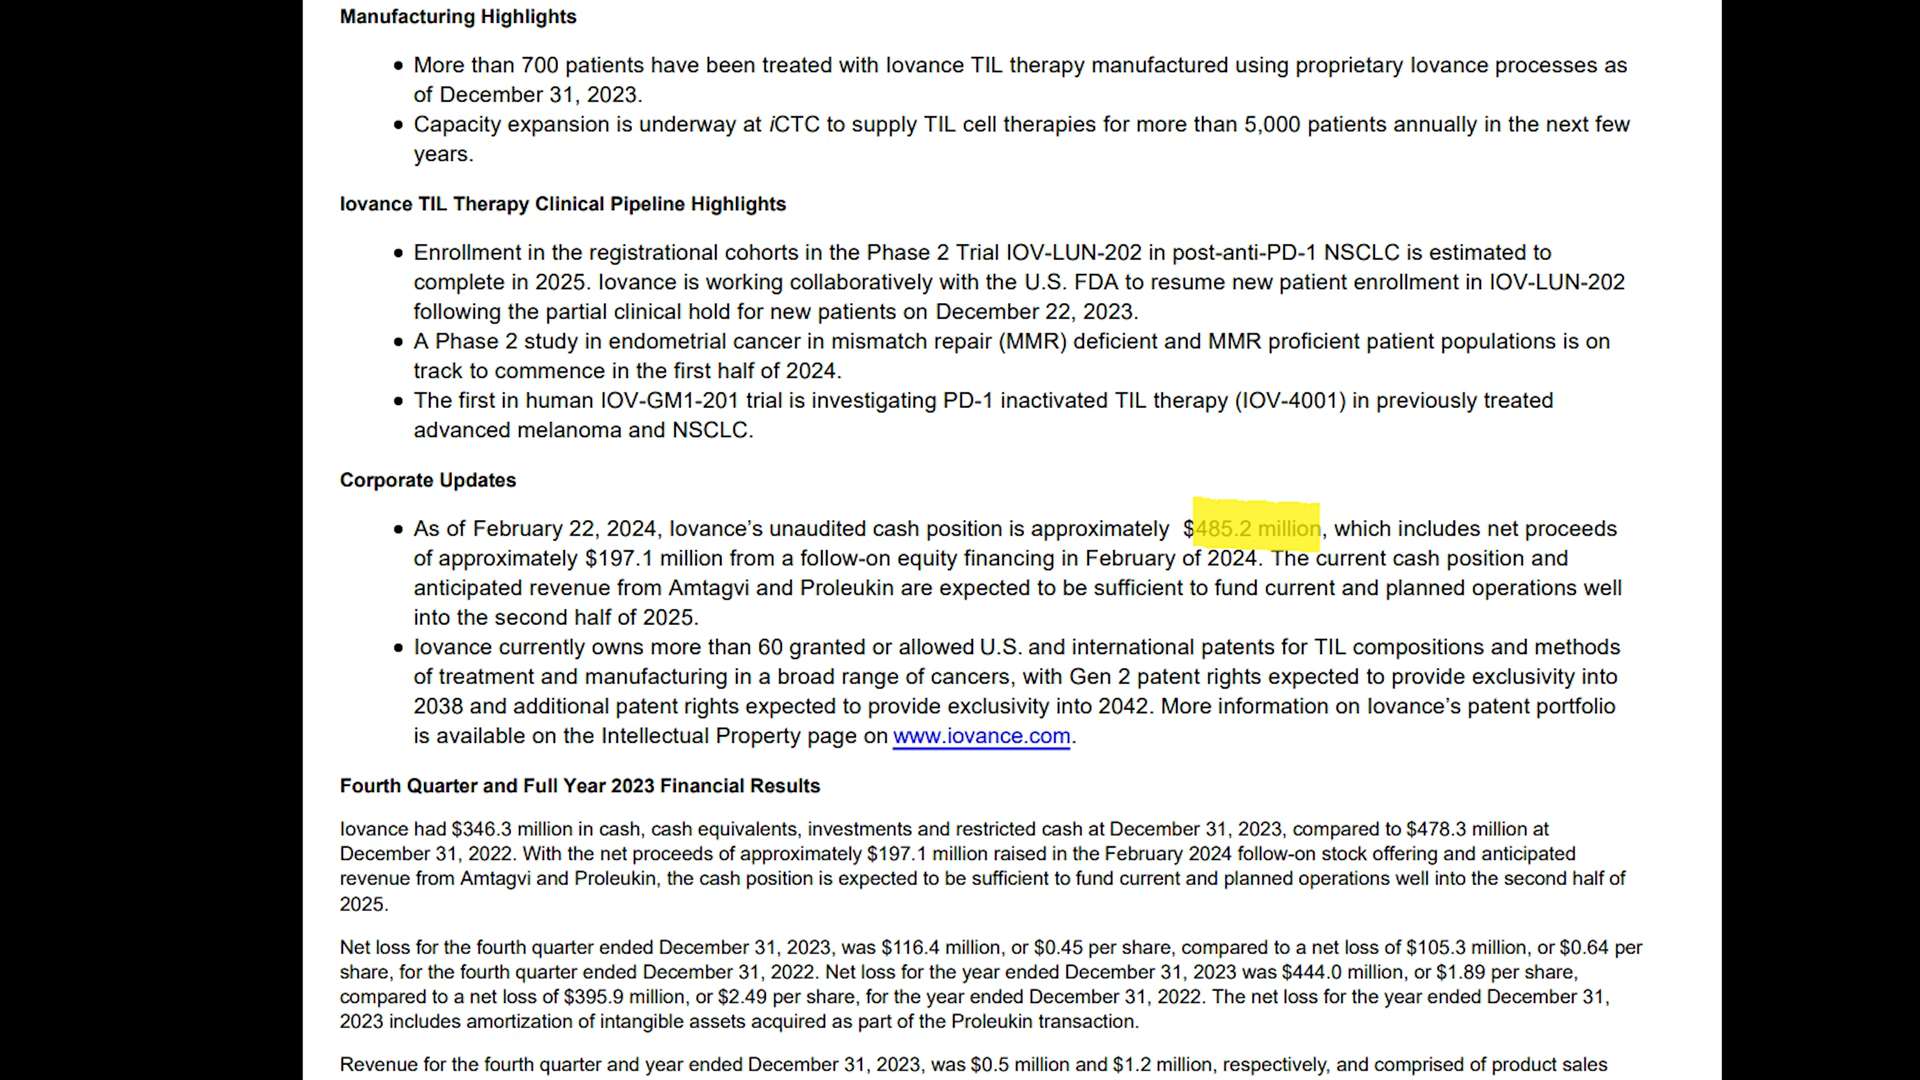 Manufacturing Highlights
• More than 700 patients have been treated with Iovance TIL therapy manufactured using proprietary Iovance processes as
of December 31, 2023.
• Capacity expansion is underway at iCTC to supply TIL cell therapies for more than 5,000 patients annually in the next few
years.
Iovance TIL Therapy Clinical Pipeline Highlights
• Enrollment in the registrational cohorts in the Phase 2 Trial IOV-LUN-202 in post-anti-PD-1 NSCLC is estimated to
complete in 2025. Iovance is working collaboratively with the U.S. FDA to resume new patient enrollment in IOV-LUN-202
following the partial clinical hold for new patients on December 22, 2023.
• A Phase 2 study in endometrial cancer in mismatch repair (MMR) deficient and MMR proficient patient populations is on
track to commence in the first half of 2024.
• The first in human IOV-GM1-201 trial is investigating PD-1 inactivated TIL therapy (IOV-4001) in previously treated
advanced melanoma and NSCLC.
Corporate Updates
• As of February 22, 2024, Iovance’s unaudited cash position is approximately $485.2 million, which includes net proceeds
of approximately $197.1 million from a follow-on equity financing in February of 2024. The current cash position and
anticipated revenue from Amtagvi and Proleukin are expected to be sufficient to fund current and planned operations well
into the second half of 2025.
• Iovance currently owns more than 60 granted or allowed U.S. and international patents for TIL compositions and methods
of treatment and manufacturing in a broad range of cancers, with Gen 2 patent rights expected to provide exclusivity into
2038 and additional patent rights expected to provide exclusivity into 2042. More information on Iovance’s patent portfolio
is available on the Intellectual Property page on www.iovance.com.
Fourth Quarter and Full Year 2023 Financial Results
Iovance had $346.3 million in cash, cash equivalents, investments and restricted cash at December 31, 2023, compared to $478.3 million at
December 31, 2022. With the net proceeds of approximately $197.1 million raised in the February 2024 follow-on stock offering and anticipated
revenue from Amtagvi and Proleukin, the cash position is expected to be sufficient to fund current and planned operations well into the second half of
2025.
Net loss for the fourth quarter ended December 31, 2023, was $116.4 million, or $0.45 per share, compared to a net loss of $105.3 million, or $0.64 per
share, for the fourth quarter ended December 31, 2022. Net loss for the year ended December 31, 2023 was $444.0 million, or $1.89 per share,
compared to a net loss of $395.9 million, or $2.49 per share, for the year ended December 31, 2022. The net loss for the year ended December 31,
2023 includes amortization of intangible assets acquired as part of the Proleukin transaction.
Revenue for the fourth quarter and year ended December 31, 2023, was $0.5 million and $1.2 million, respectively, and comprised of product sales